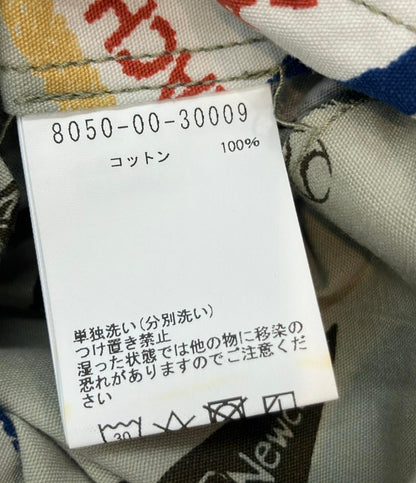 HOM
8050-00-30009
コットン 100%
単独洗い(分別洗い)
つけ置き禁止
湿った状態では他の物に移染の
恐れがありますのでご注意くだ
さい
30
Newe